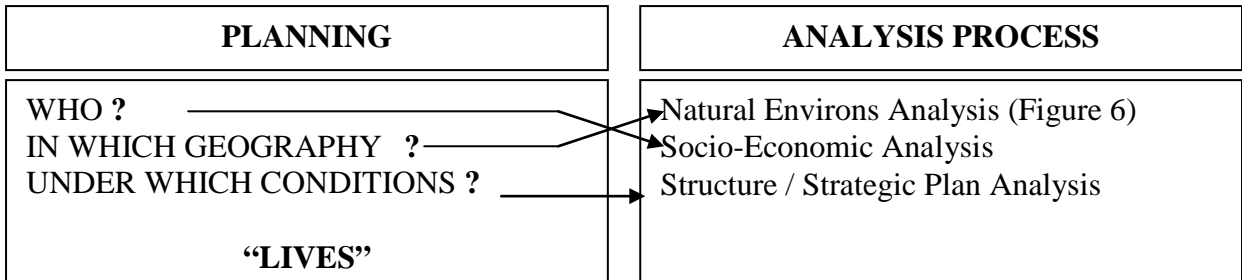 PLANNING
ANALYSIS PROCESS
WHO ?
IN WHICH GEOGRAPHY ?
UNDER WHICH CONDITIONS ?
“LIVES”
Natural Environs Analysis (Figure 6)
Socio-Economic Analysis
Structure / Strategic Plan Analysis